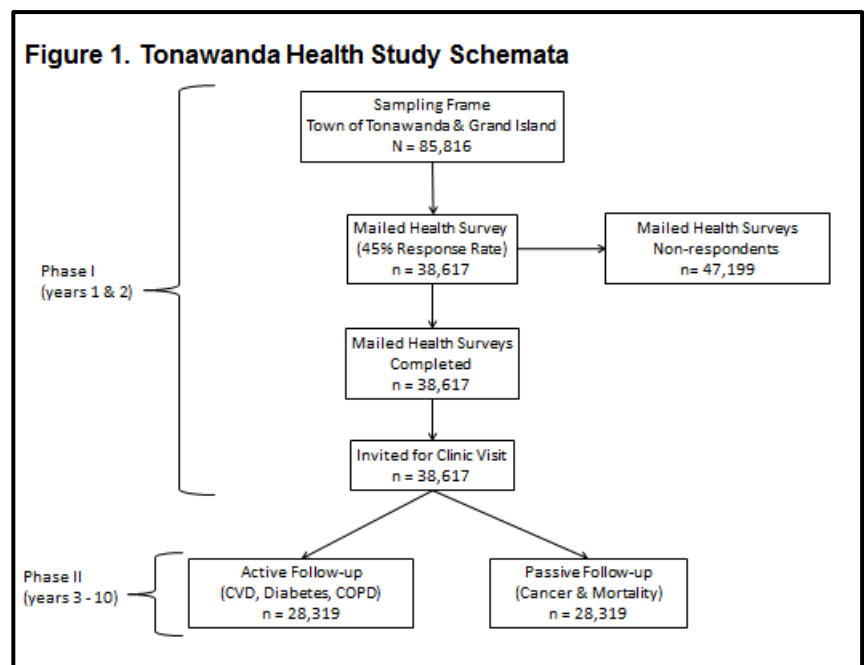 Figure 1. Tonawanda Health Study Schemata
Sampling Frame
Town of Tonawanda & Grand Island
N = 85,816
Mailed Health Survey
(45% Response Rate)
n = 38,617
Mailed Health Surveys
Non-respondents
n= 47,199
Phase I
(years 1 & 2)
Mailed Health Surveys
Completed
n = 38,617
Invited for Clinic Visit
n = 38,617
Phase II
(years 3 - 10)
Active Follow-up
(CVD, Diabetes, COPD)
n = 28,319
Passive Follow-up
(Cancer & Mortality)
n = 28,319